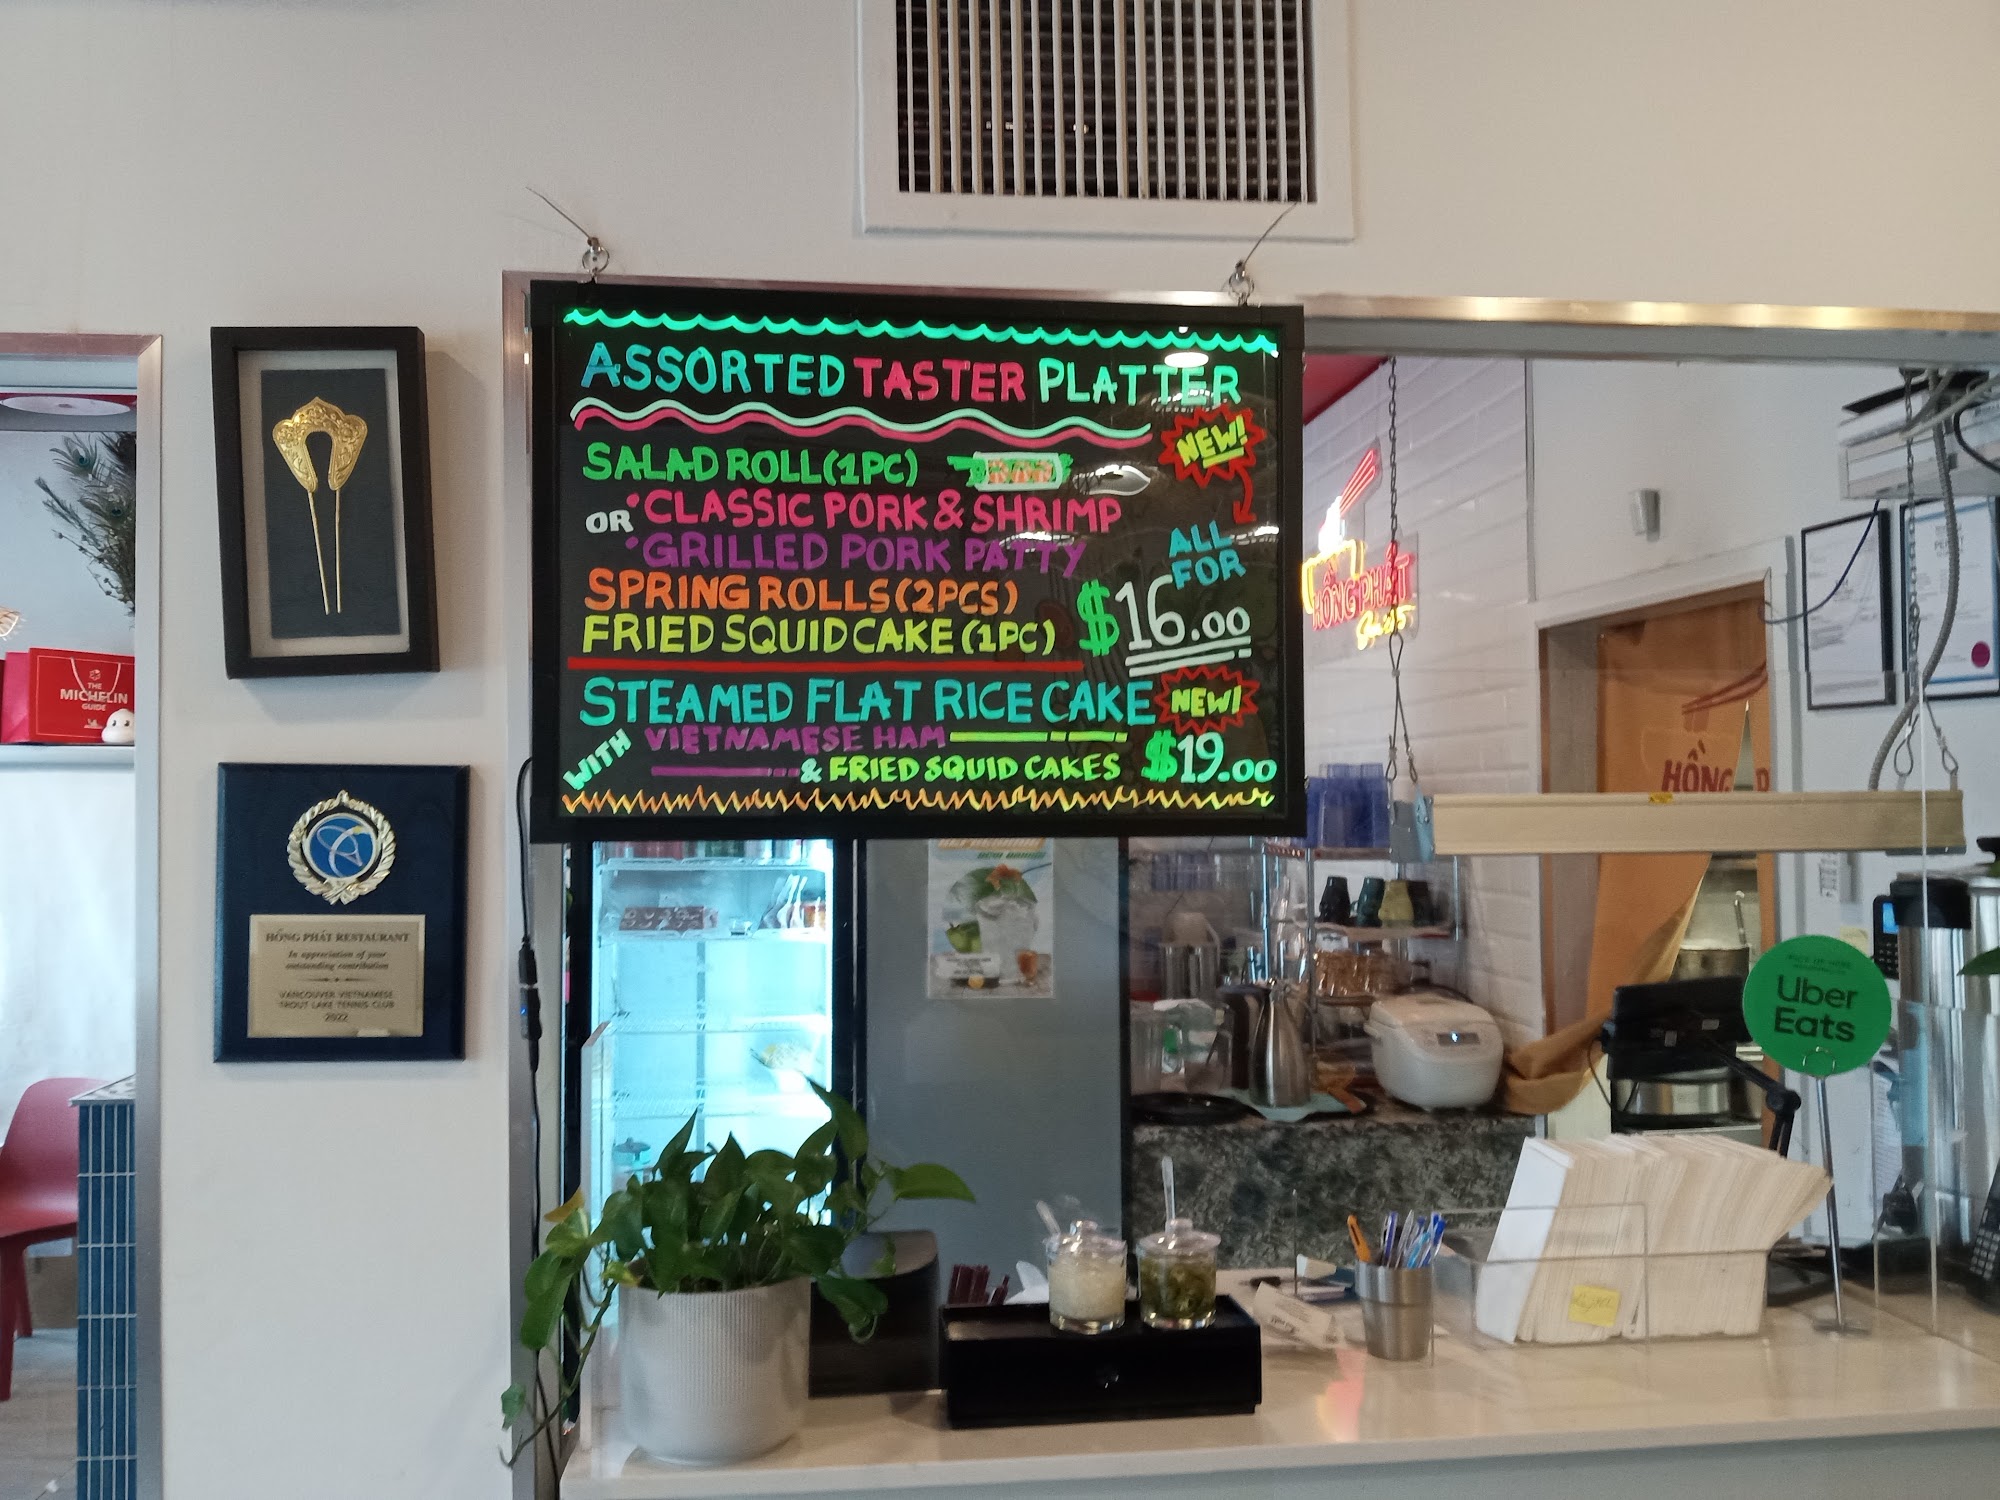 ASSORTED TASTER PLATTER
NEW!
SALAD ROLL (1PC)
OR • CLASSIC PORK & SHRIMP
• GRILLED PORK PATTY
SPRING ROLLS (2PCS)
FRIED SQUID CAKE (1PC)
ALL
FOR
$16.00
STEAMED FLAT RICE CAKE NEW!
WITH VIETNAMESE HAM
& FRIED SQUID CAKES $19.00
THE
MICHELIN
GUIDE
HỒNG PHÁT RESTAURANT
In appreciation of your
outstanding contribution
VANCOUVER VIETNAMESE
TROUT LAKE TENNIS CLUB
2022
HỒNG PHÁT
HỒNG
Uber
Eats